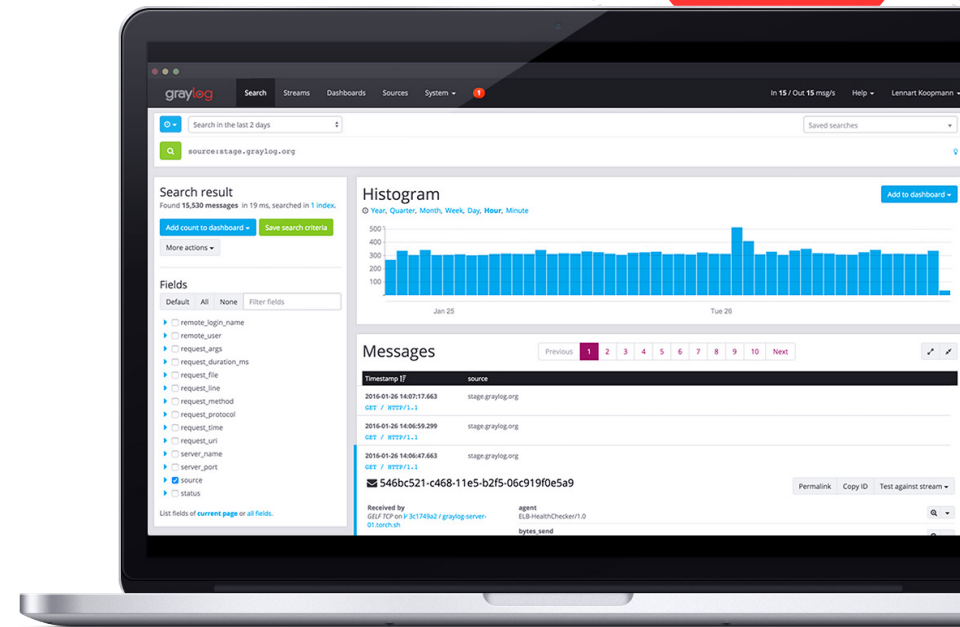 graylog
Search Streams Dashboards Sources System 1 In 15 / Out 15 msg/s Help Lennart Koopmann
Search in the last 2 days Saved searches
source:stage.graylog.org
Search result
Found 15,530 messages in 19 ms, searched in 1 index.
Add count to dashboard Save search criteria
More actions
Fields
Default All None Filter fields
remote_login_name
remote_user
request_args
request_duration_ms
request_file
request_line
request_method
request_protocol
request_time
request_uri
server_name
server_port
source
status
List fields of current page or all fields.
Histogram Add to dashboard
Year, Quarter, Month, Week, Day, Hour, Minute
500
400
300
200
100
Jan 25 Tue 26
Messages Previous 1 2 3 4 5 6 7 8 9 10 Next
Timestamp source
2016-01-26 14:07:17.663 stage.graylog.org
GET / HTTP/1.1
2016-01-26 14:06:59.299 stage.graylog.org
GET / HTTP/1.1
2016-01-26 14:06:47.663 stage.graylog.org
GET / HTTP/1.1
546bc521-c468-11e5-b2f5-06c919f0e5a9 Permalink Copy ID Test against stream
Received by agent
GELF TCP on 3c1749a2 / graylog-server- ELB-HealthChecker/1.0
01.torch.sh
bytes_send